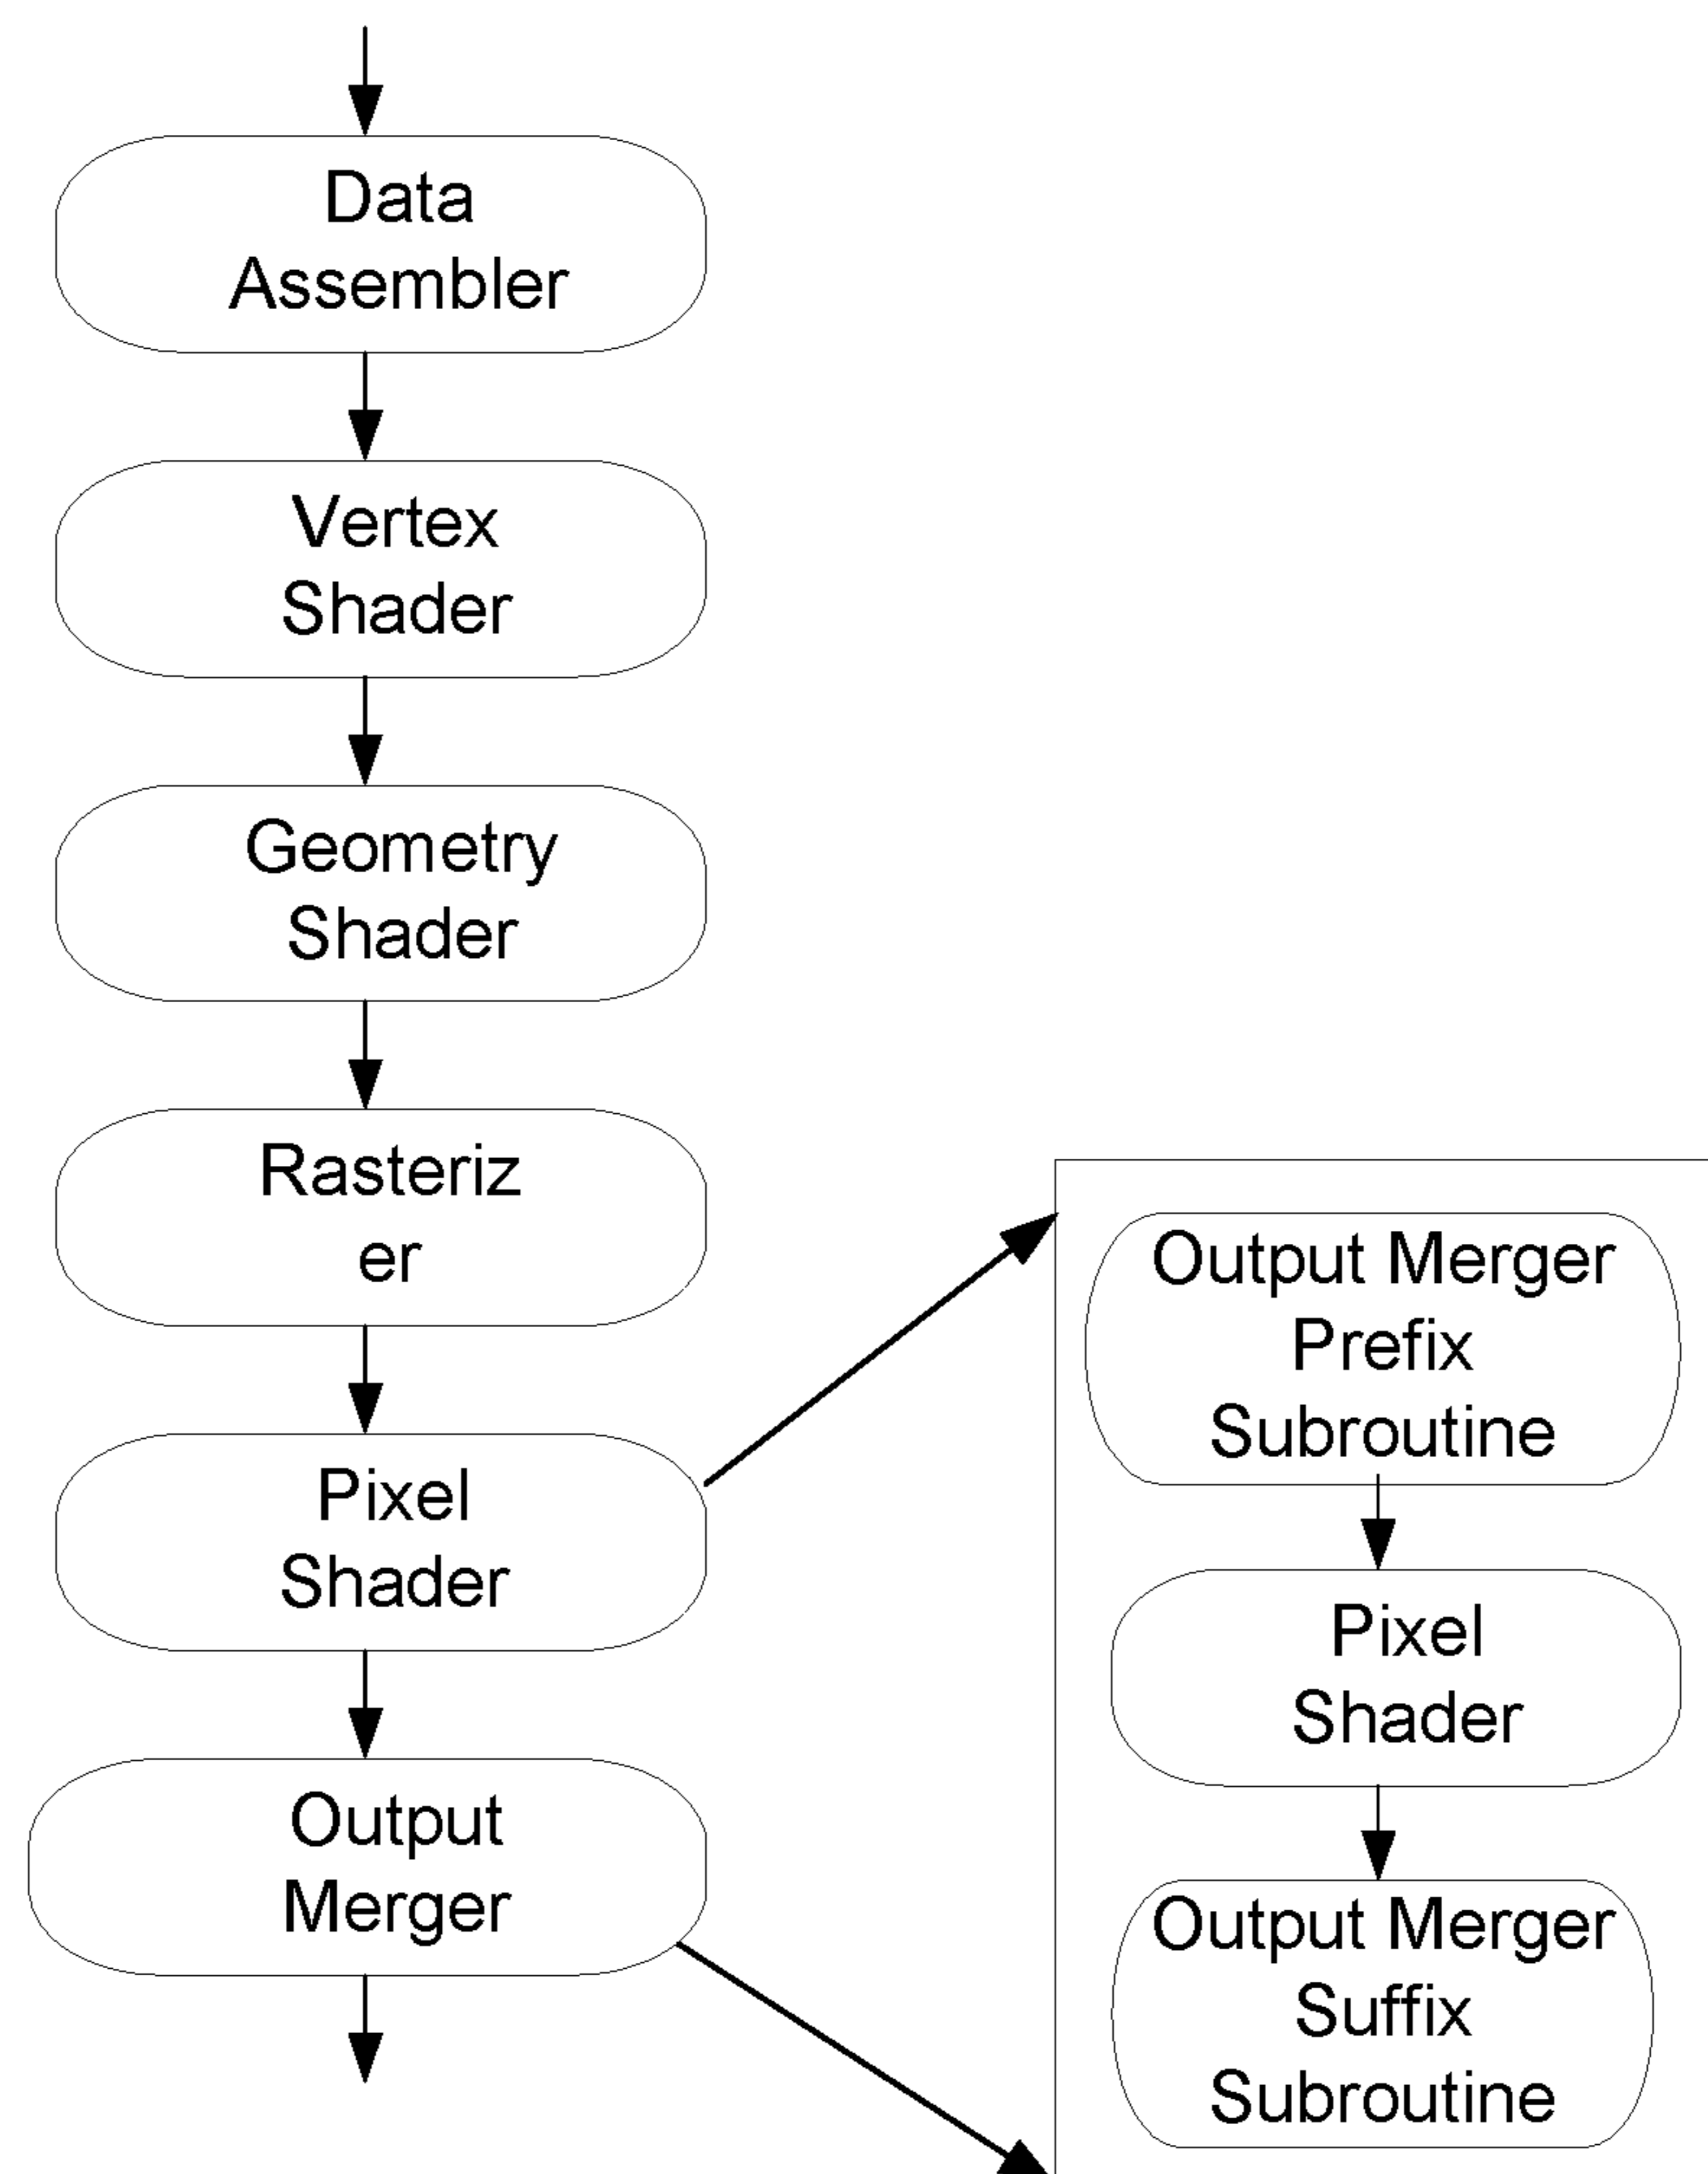 Data
Assembler
Vertex
Shader
Geometry
Shader
Rasteriz
er
Pixel
Shader
Output
Merger
Output Merger
Prefix
Subroutine
Pixel
Shader
Output Merger
Suffix
Subroutine